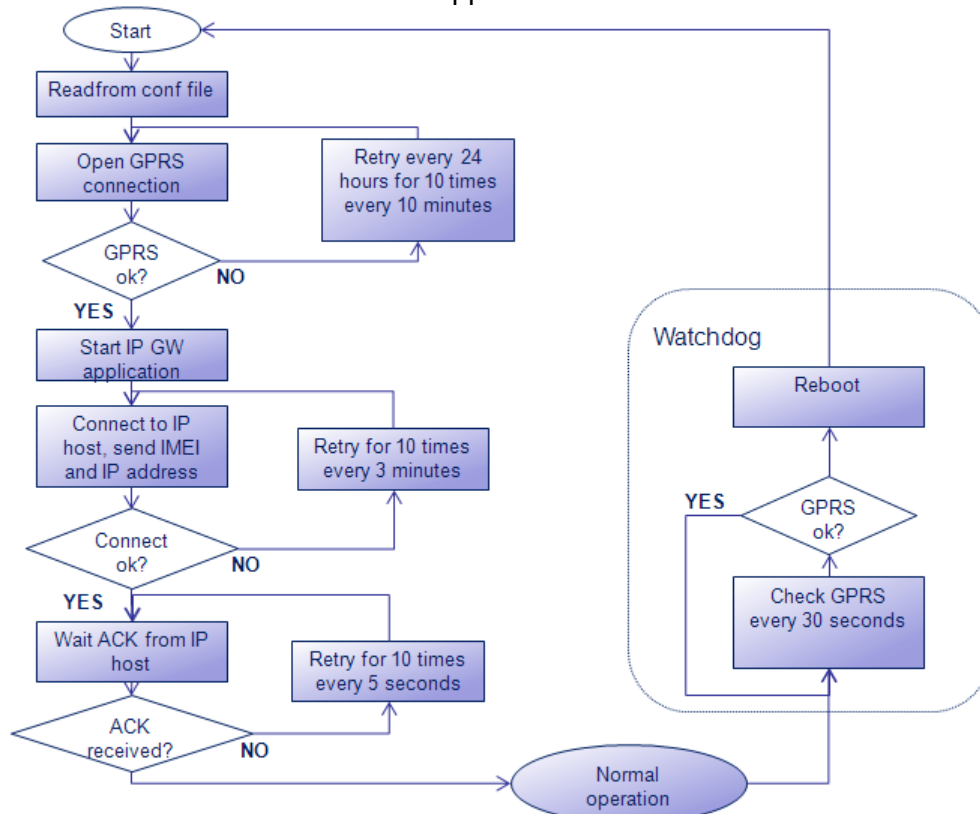 Start
Readfrom conf file
Open GPRS
connection
Retry every 24
hours for 10 times
every 10 minutes
GPRS
ok?
NO
YES
Start IP GW
application
Connect to IP
host, send IMEI
and IP address
Retry for 10 times
every 3 minutes
Connect
ok?
NO
YES
Wait ACK from IP
host
Retry for 10 times
every 5 seconds
ACK
received?
NO
Normal
operation
Watchdog
Reboot
YES
GPRS
ok?
Check GPRS
every 30 seconds